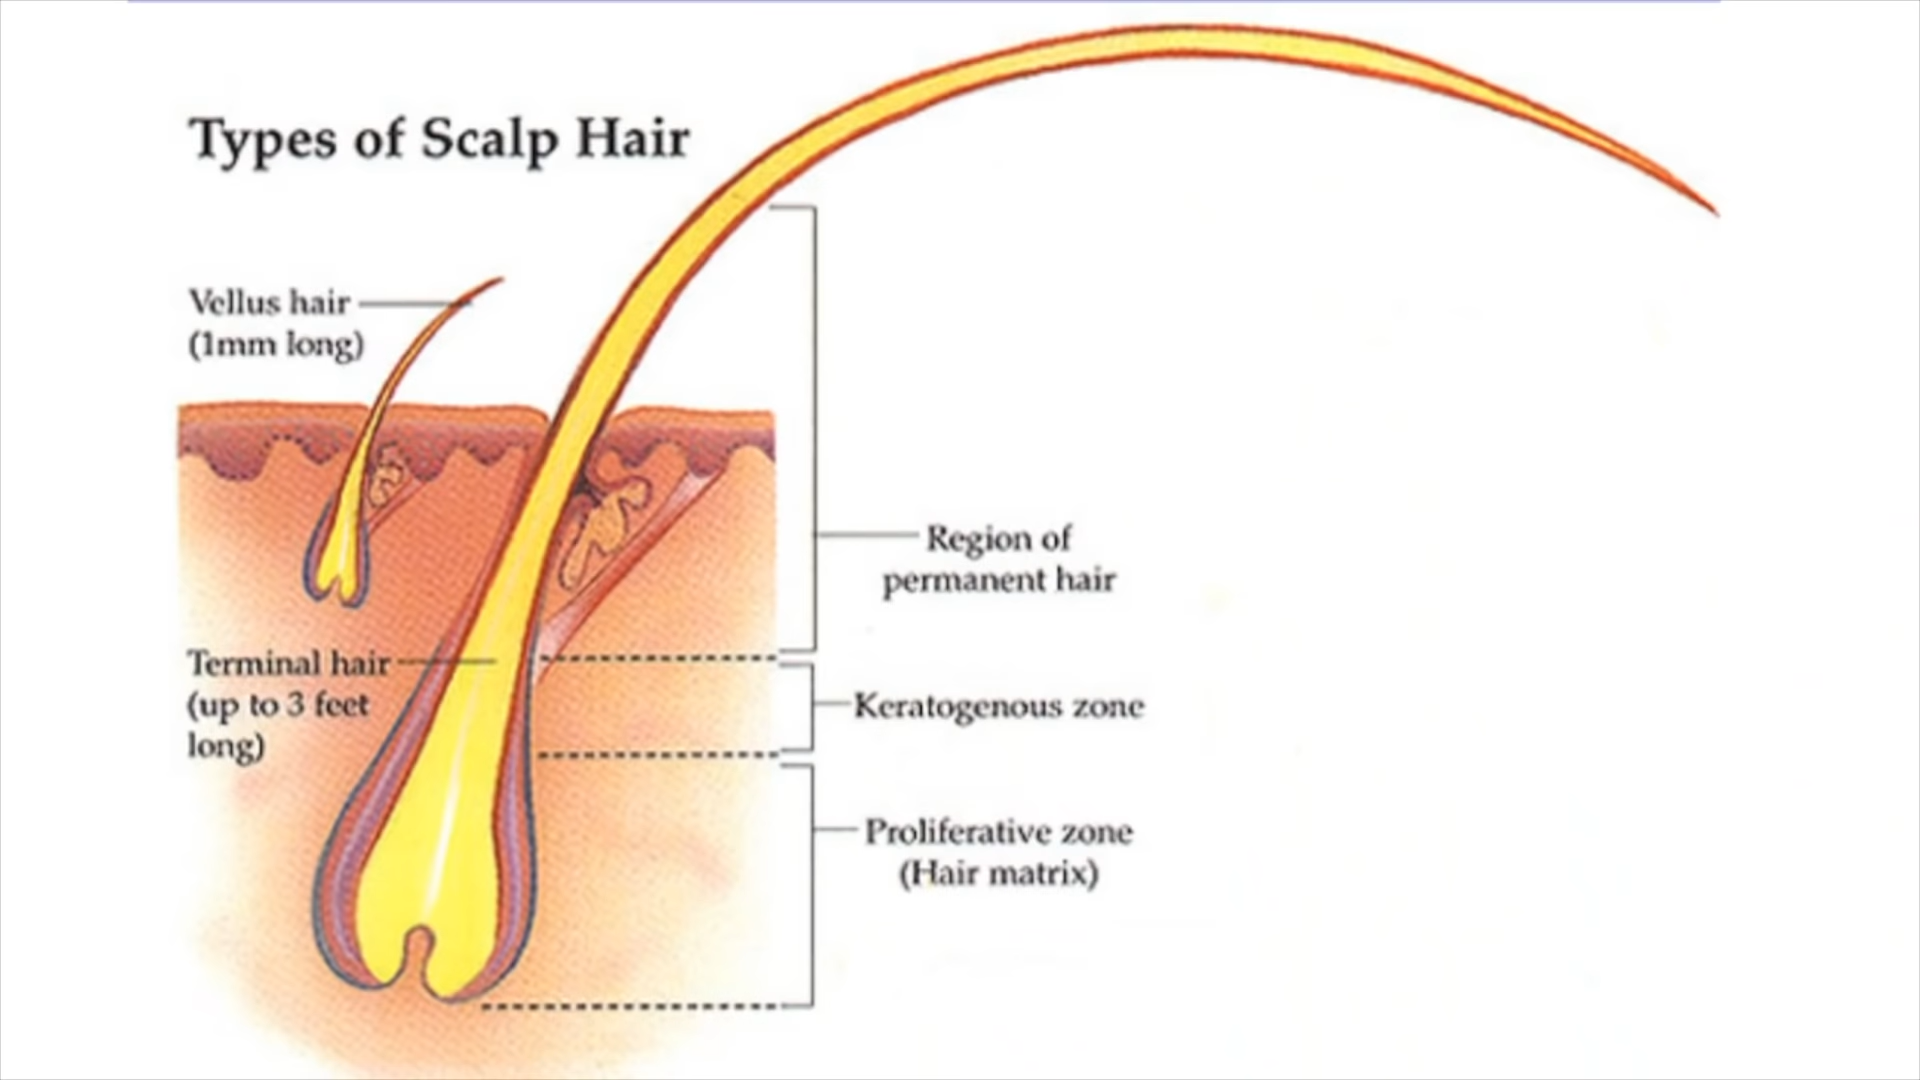 Types of Scalp Hair
Vellus hair
(1mm long)
Terminal hair
(up to 3 feet
long)
Region of
permanent hair
Keratogenous zone
Proliferative zone
(Hair matrix)